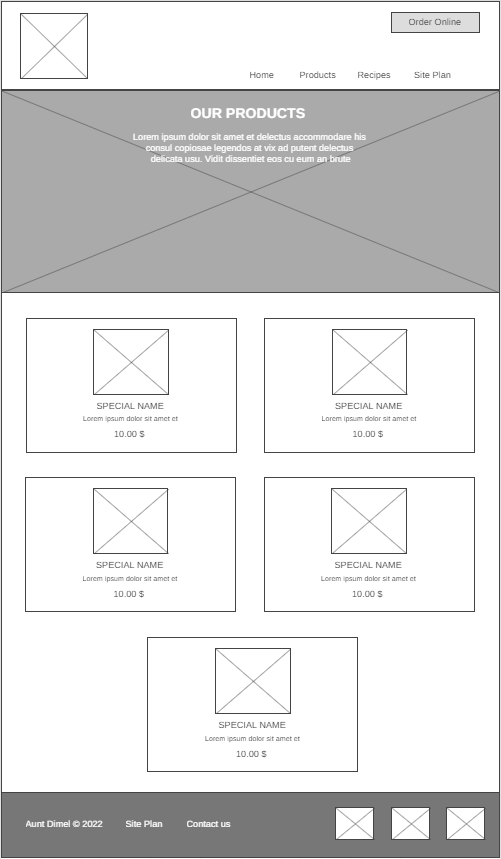 Order Online
Home Products Recipes Site Plan
OUR PRODUCTS
Lorem ipsum dolor sit amet et delectus accommodare his
consul copiosae legendos at vix ad putent delectus
delicata usu. Vidit dissentiet eos cu eum an brute
SPECIAL NAME
Lorem ipsum dolor sit amet et
10.00 $
SPECIAL NAME
Lorem ipsum dolor sit amet et
10.00 $
SPECIAL NAME
Lorem ipsum dolor sit amet et
10.00 $
SPECIAL NAME
Lorem ipsum dolor sit amet et
10.00 $
SPECIAL NAME
Lorem ipsum dolor sit amet et
10.00 $
Aunt Dimel © 2022 Site Plan Contact us